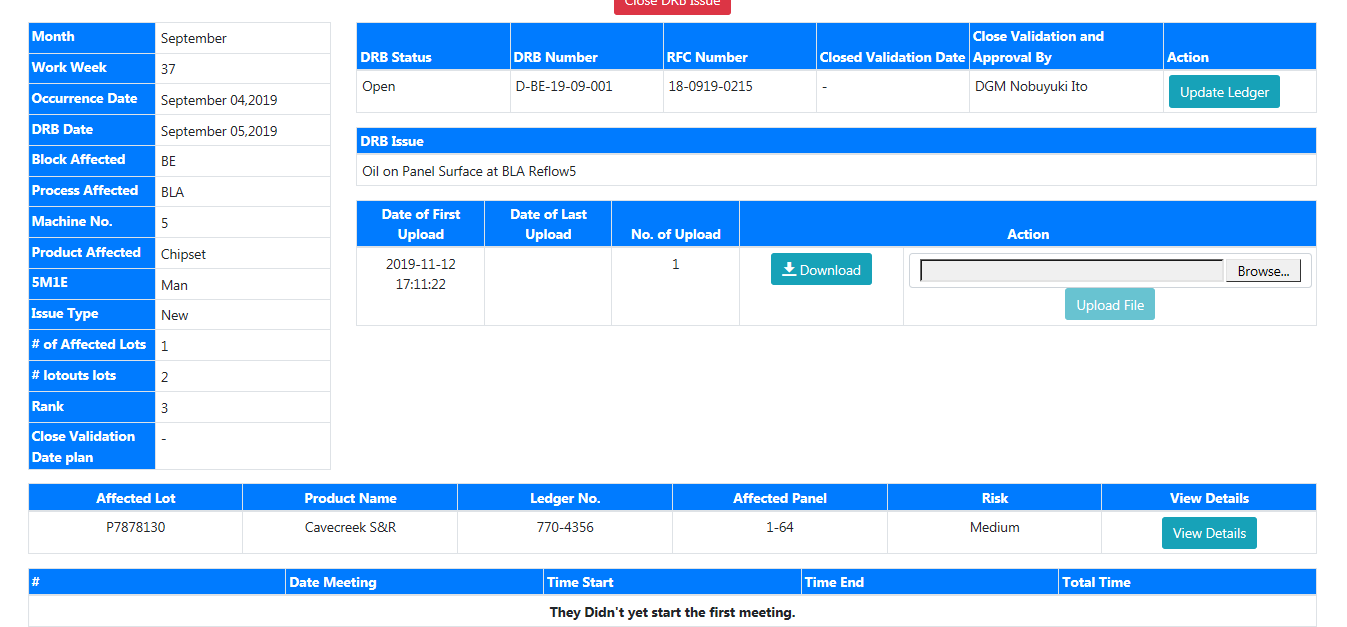 Close DRB Issue
Month September
Work Week 37
Occurrence Date September 04,2019
DRB Date September 05,2019
Block Affected BE
Process Affected BLA
Machine No. 5
Product Affected Chipset
5M1E Man
Issue Type New
# of Affected Lots 1
# lotouts lots 2
Rank 3
Close Validation -
Date plan
DRB Status DRB Number RFC Number Closed Validation Date Close Validation and Approval By Action
Open D-BE-19-09-001 18-0919-0215 - DGM Nobuyuki Ito Update Ledger
DRB Issue
Oil on Panel Surface at BLA Reflow5
Date of First Upload Date of Last Upload No. of Upload Action
2019-11-12 1 Download Browse...
17:11:22 Upload File
Affected Lot Product Name Ledger No. Affected Panel Risk View Details
P7878130 Cavecreek S&R 770-4356 1-64 Medium View Details
# Date Meeting Time Start Time End Total Time
They Didn't yet start the first meeting.